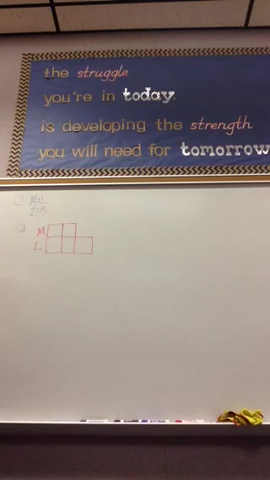 the struggle
you're in today,
is developing the strength
you will need for tomorrow
M
L